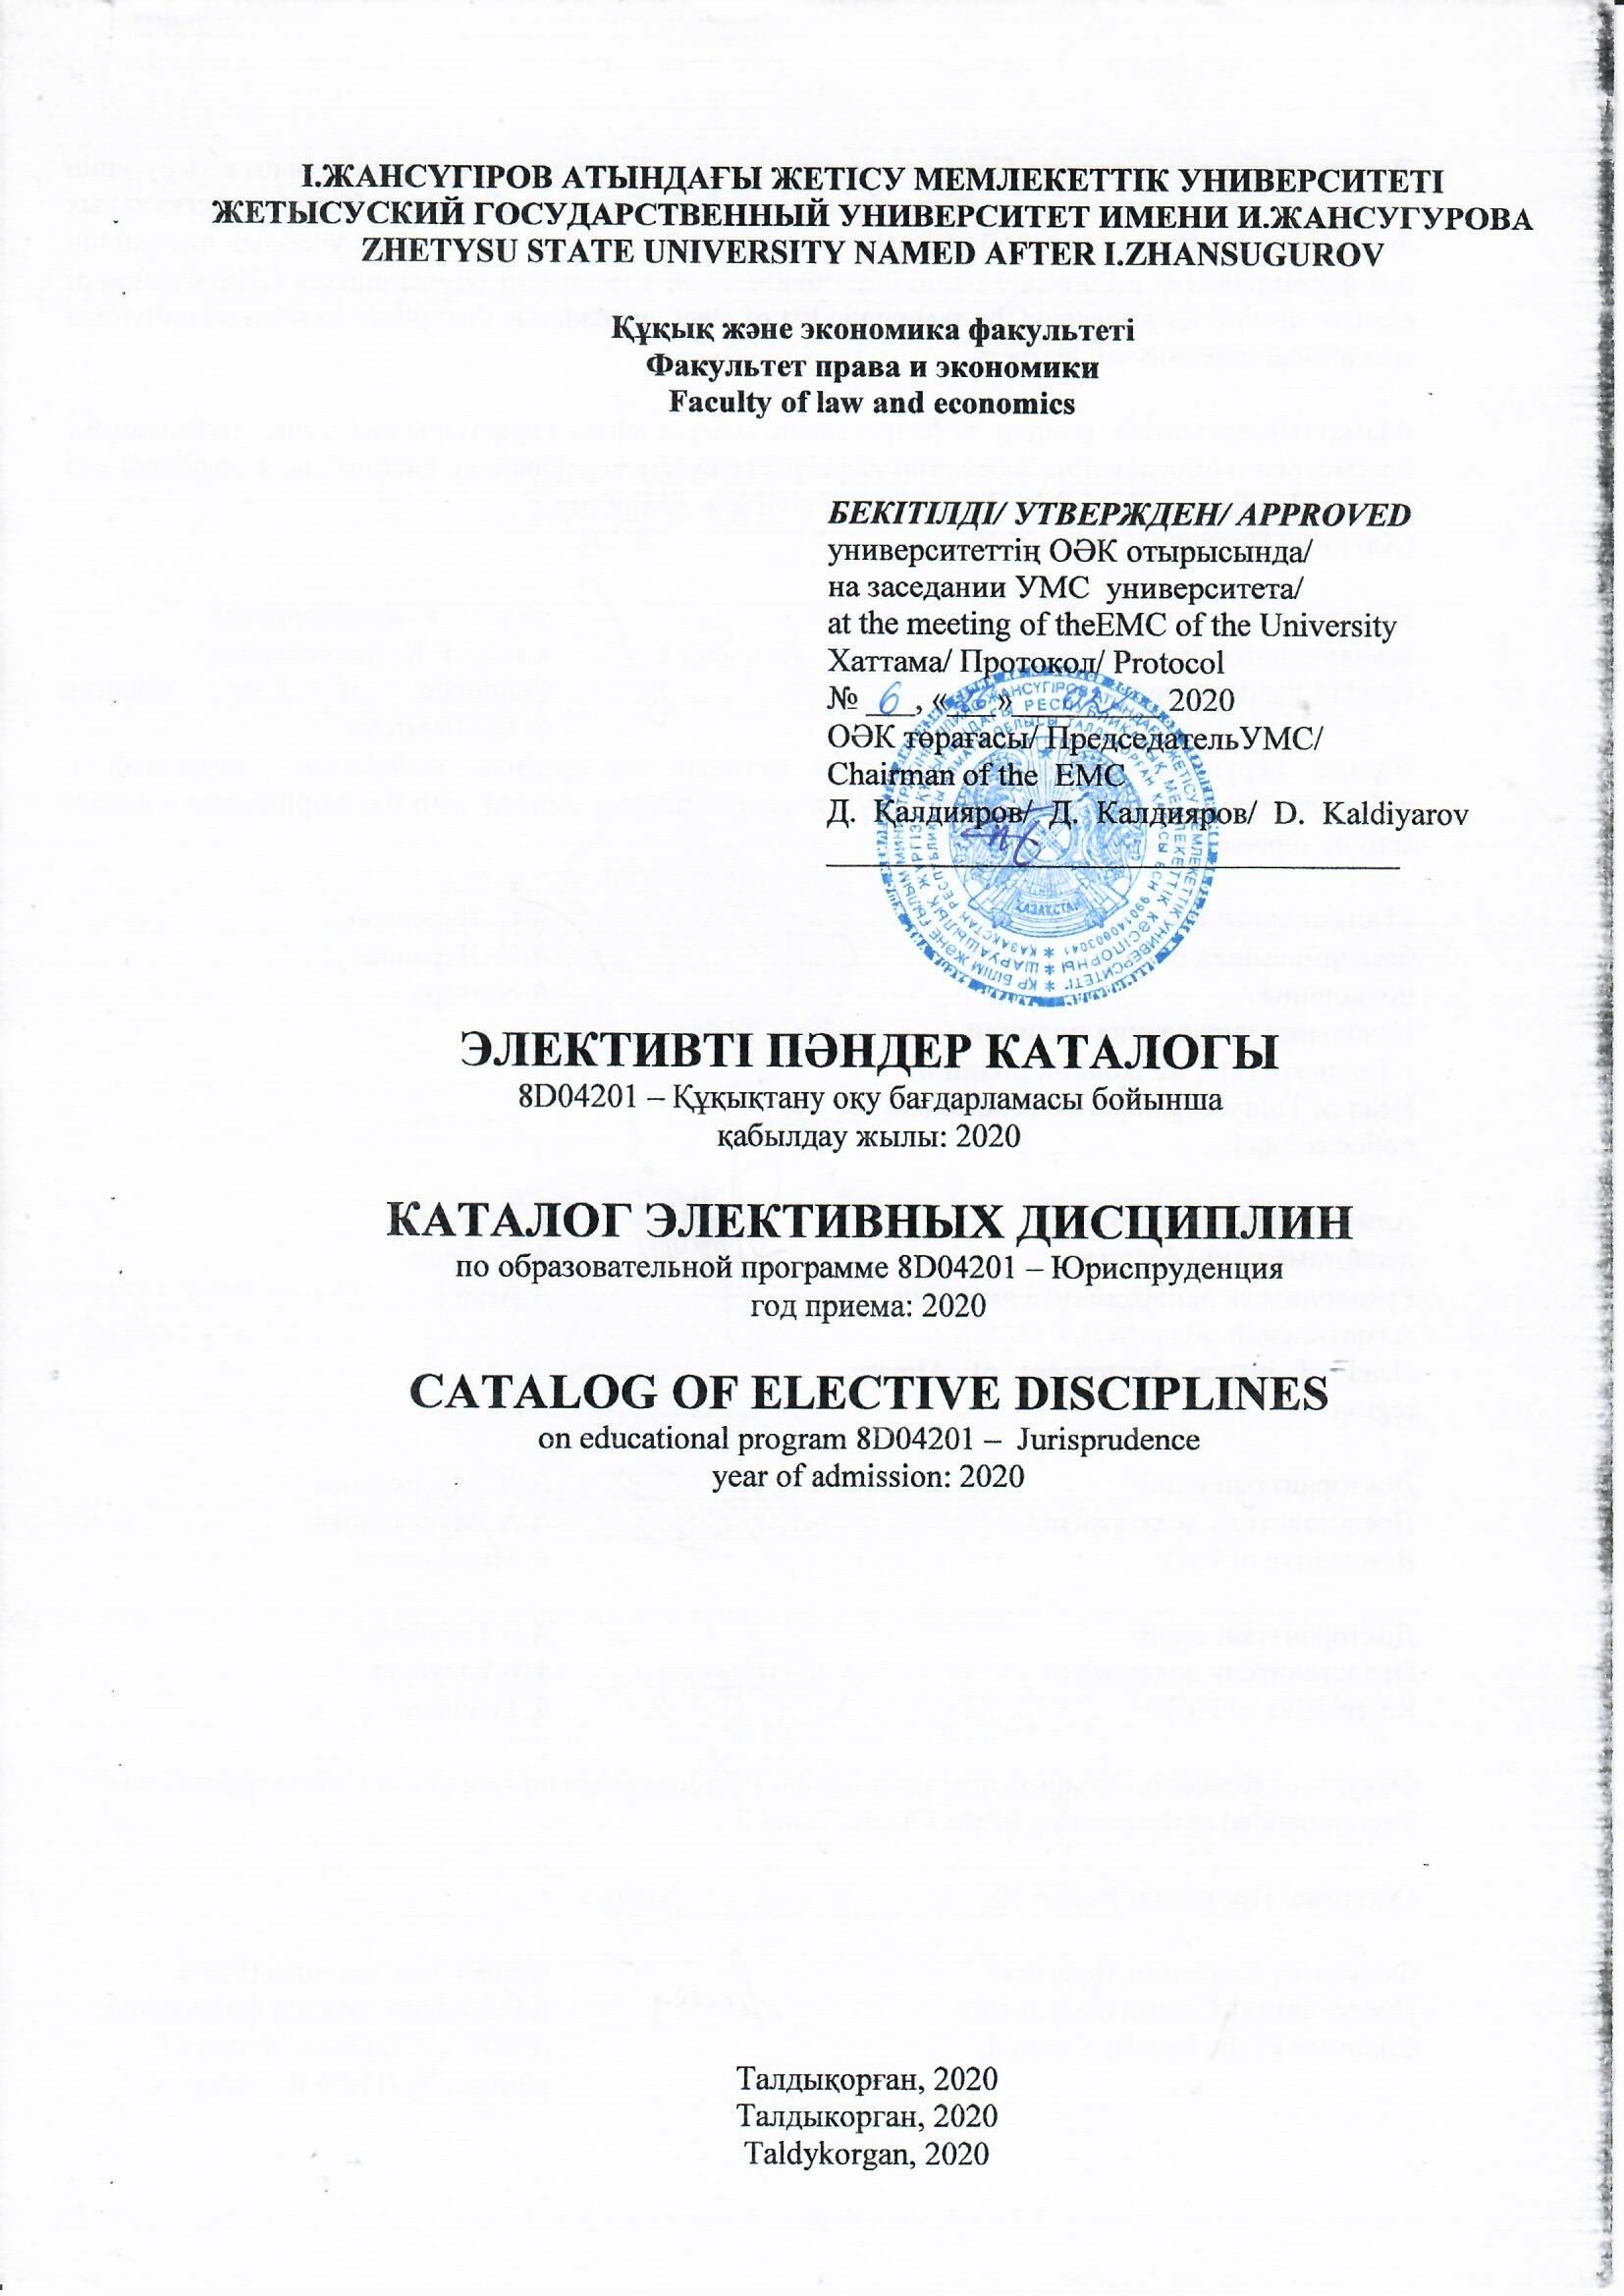 І.ЖАНСҮГІРОВ АТЫНДАҒЫ ЖЕТІСУ МЕМЛЕКЕТТІК УНИВЕРСИТЕТІ
ЖЕТЫСУСКИЙ ГОСУДАРСТВЕННЫЙ УНИВЕРСИТЕТ ИМЕНИ И.ЖАНСУГУРОВА
ZHETYSU STATE UNIVERSITY NAMED AFTER I.ZHANSUGUROV
Құқық және экономика факультеті
Факультет права и экономики
Faculty of law and economics
БЕКІТІЛДІ/ УТВЕРЖДЕН/ APPROVED
университеттің ОӘК отырысында/
на заседании УМС университета/
at the meeting of theEMC of the University
Хаттама/ Протокол/ Protocol
№ 6, «26» 02 2020
ОӘК төрағасы/ ПредседательУМС/
Chairman of the EMC
Д. Қалдияров/ Д. Калдияров/ D. Kaldiyarov
ҚАЗАҚСТАН
ЭЛЕКТИВТІ ПӘНДЕР КАТАЛОГЫ
8D04201 – Құқықтану оқу бағдарламасы бойынша
қабылдау жылы: 2020
КАТАЛОГ ЭЛЕКТИВНЫХ ДИСЦИПЛИН
по образовательной программе 8D04201 – Юриспруденция
год приема: 2020
CATALOG OF ELECTIVE DISCIPLINES
on educational program 8D04201 – Jurisprudence
year of admission: 2020
Талдықорған, 2020
Талдыкорган, 2020
Taldykorgan, 2020